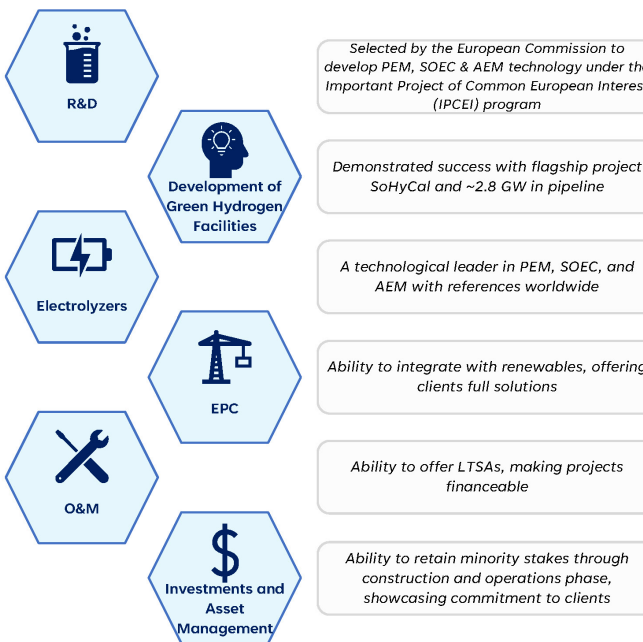 R&D
Selected by the European Commission to
develop PEM, SOEC & AEM technology under
Important Project of Common European
(IPCEI) program
Development of
Green Hydrogen
Facilities
Demonstrated success with flagship project
SoHyCal and ~2.8 GW in pipeline
Electrolyzers
A technological leader in PEM, SOEC, and
AEM with references worldwide
EPC
Ability to integrate with renewables, offering
clients full solutions
O&M
Ability to offer LTSAs, making projects
financeable
Investments and
Asset
Management
Ability to retain minority stakes through
construction and operations phase,
showcasing commitment to clients